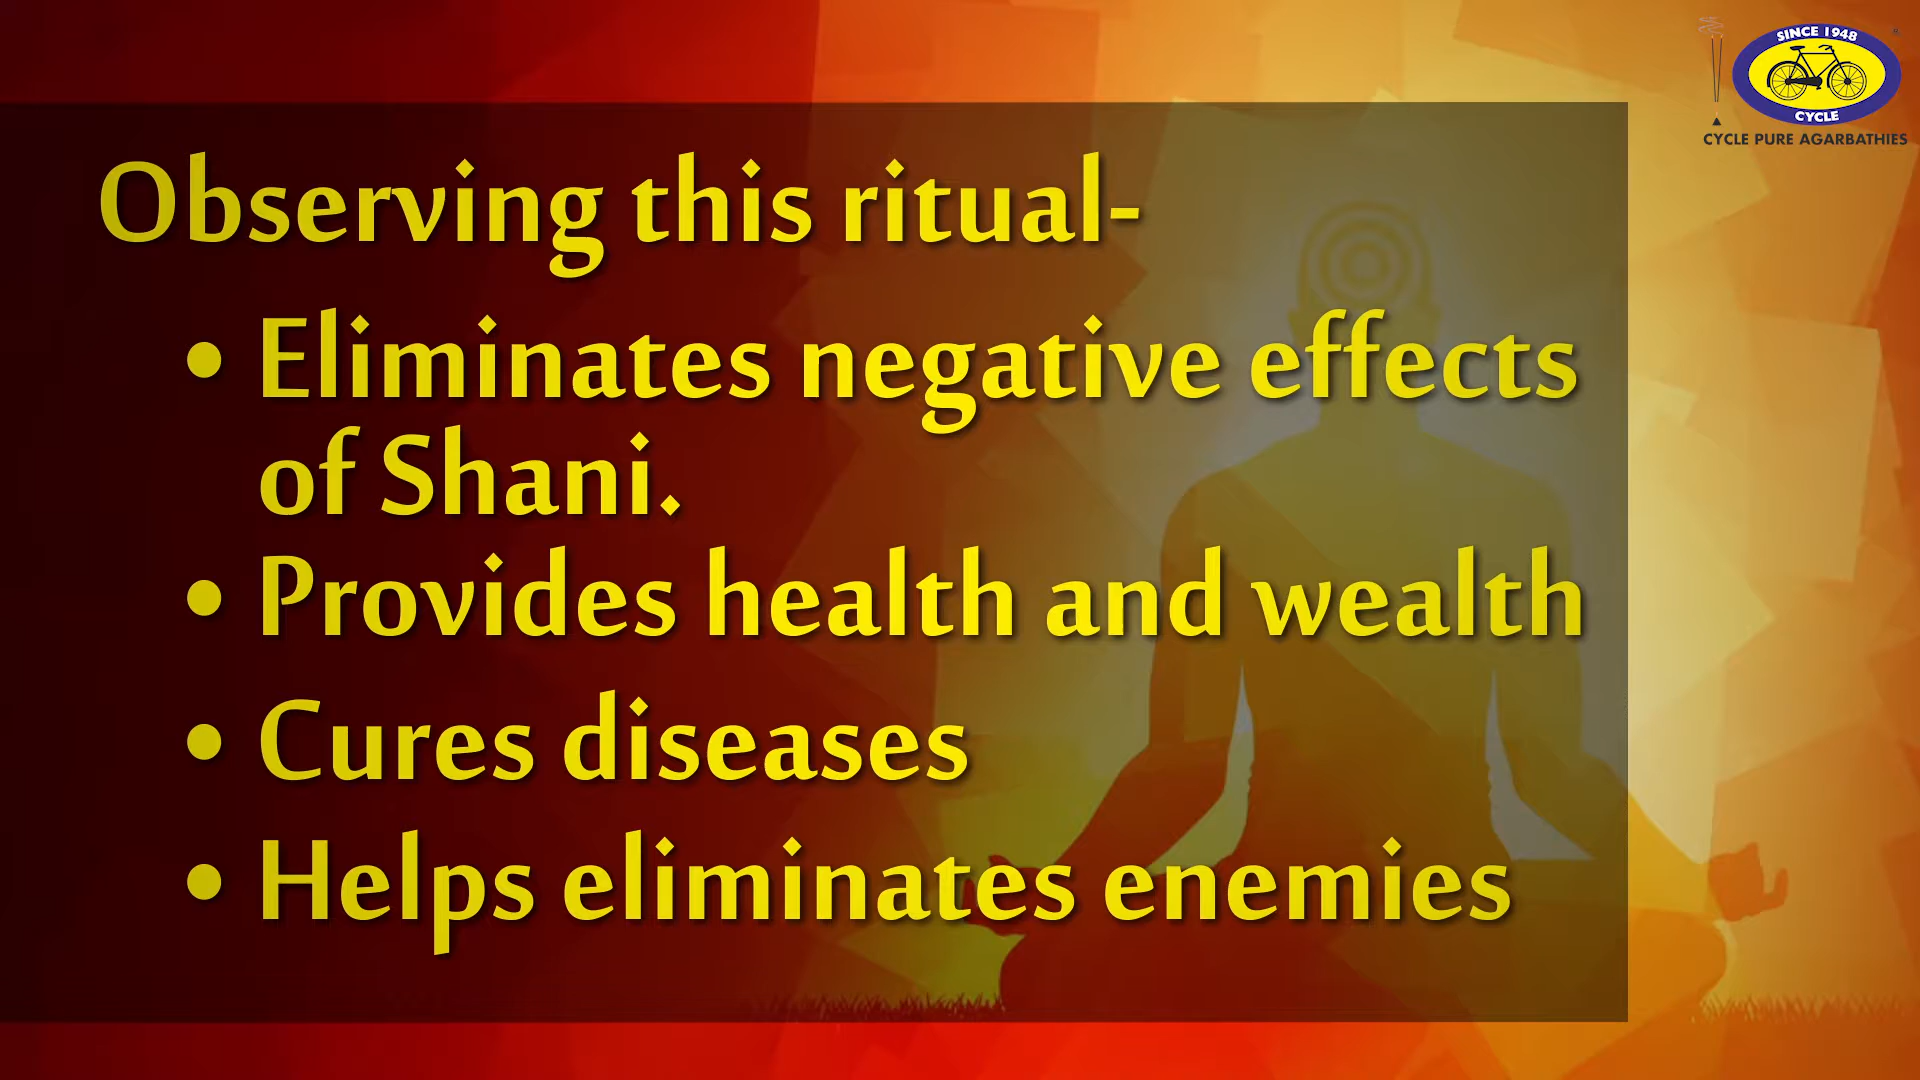 SINCE 1948
CYCLE
CYCLE PURE AGARBATHIES
Observing this ritual-
• Eliminates negative effects
of Shani.
• Provides health and wealth
• Cures diseases
• Helps eliminates enemies